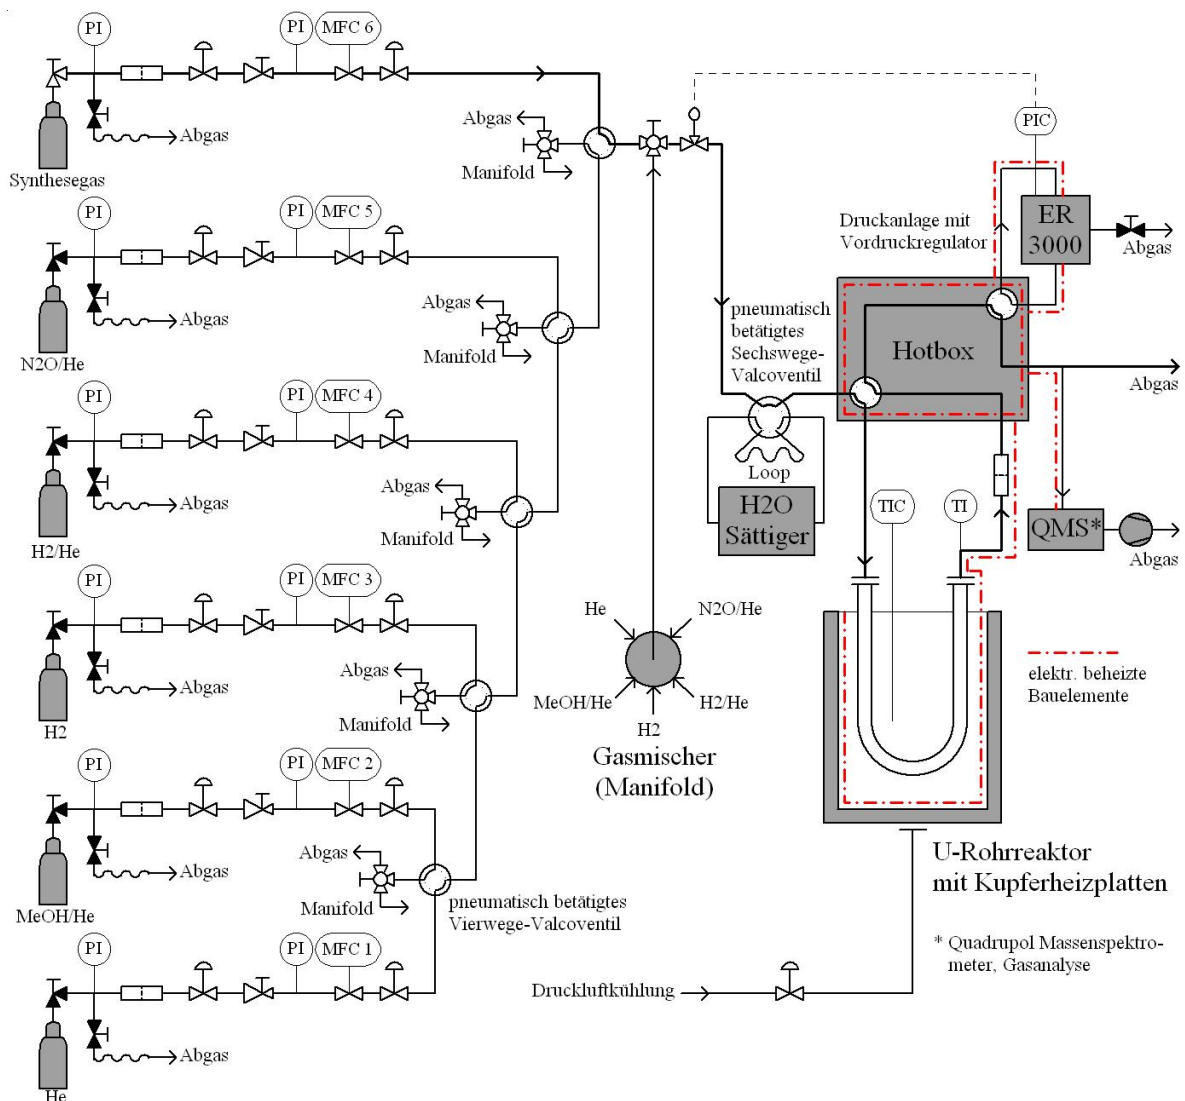 PI
PI
MFC 6
Abgas
Synthesegas
Abgas
Manifold
PIC
PI
PI
MFC 5
Abgas
N2O/He
Abgas
Manifold
Druckanlage mit
Vordruckregulator
ER
3000
Abgas
pneumatisch
betätigtes
Sechswege-
Valcoventil
Hotbox
Abgas
PI
PI
MFC 4
Abgas
H2/He
Abgas
Manifold
Loop
H2O
Sättiger
TIC
TI
QMS*
Abgas
PI
PI
MFC 3
Abgas
H2
Abgas
Manifold
He
N2O/He
MeOH/He
H2/He
H2
Gasmischer
(Manifold)
elektr. beheizte
Bauelemente
PI
PI
MFC 2
Abgas
MeOH/He
Abgas
Manifold
pneumatisch betätigtes
Vierwege-Valcoventil
U-Rohrreaktor
mit Kupferheizplatten
* Quadrupol Massenspektro-
meter, Gasanalyse
PI
PI
MFC 1
Abgas
He
Druckluftkühlung